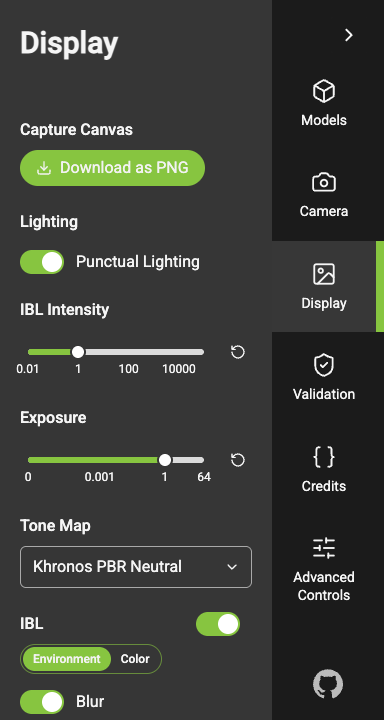 Display
Capture Canvas
Download as PNG
Lighting
Punctual Lighting
IBL Intensity
0.01 1 100 10000
Exposure
0 0.001 1 64
Tone Map
Khronos PBR Neutral
IBL
Environment Color
Blur
Models
Camera
Display
Validation
{ }
Credits
Advanced
Controls